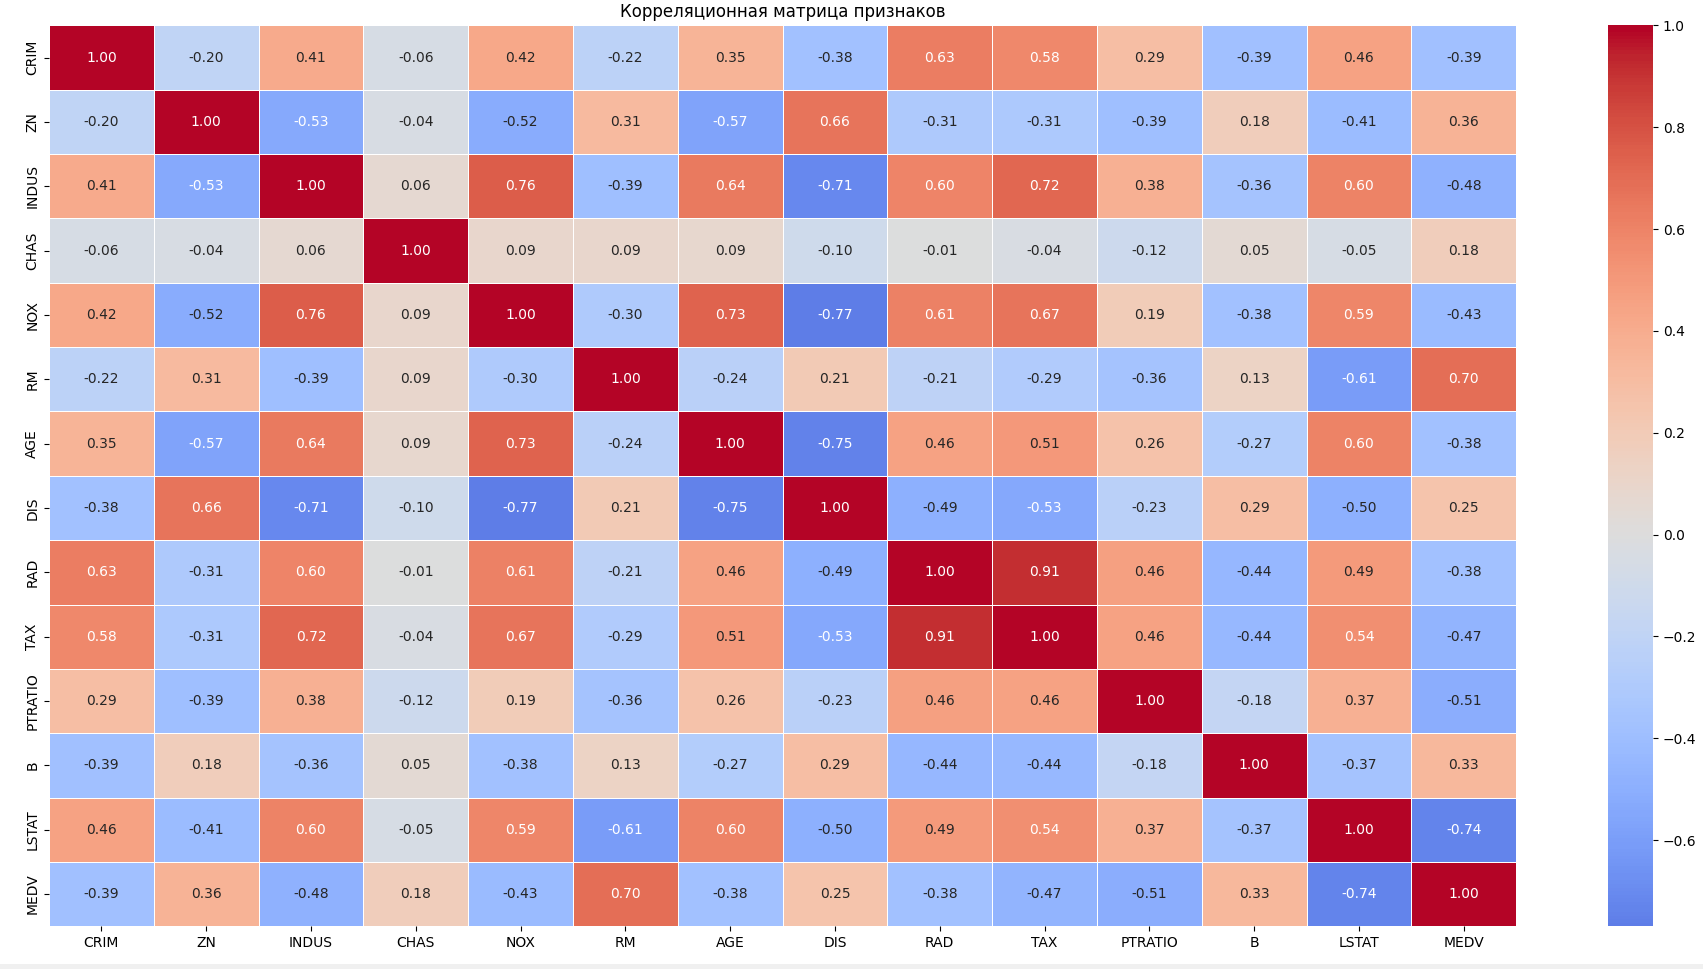 Корреляционная матрица признаков
CRIM 1.00 -0.20 0.41 -0.06 0.42 -0.22 0.35 -0.38 0.63 0.58 0.29 -0.39 0.46 -0.39
ZN -0.20 1.00 -0.53 -0.04 -0.52 0.31 -0.57 0.66 -0.31 -0.31 -0.39 0.18 -0.41 0.36
INDUS 0.41 -0.53 1.00 0.06 0.76 -0.39 0.64 -0.71 0.60 0.72 0.38 -0.36 0.60 -0.48
CHAS -0.06 -0.04 0.06 1.00 0.09 0.09 0.09 -0.10 -0.01 -0.04 -0.12 0.05 -0.05 0.18
NOX 0.42 -0.52 0.76 0.09 1.00 -0.30 0.73 -0.77 0.61 0.67 0.19 -0.38 0.59 -0.43
RM -0.22 0.31 -0.39 0.09 -0.30 1.00 -0.24 0.21 -0.21 -0.29 -0.36 0.13 -0.61 0.70
AGE 0.35 -0.57 0.64 0.09 0.73 -0.24 1.00 -0.75 0.46 0.51 0.26 -0.27 0.60 -0.38
DIS -0.38 0.66 -0.71 -0.10 -0.77 0.21 -0.75 1.00 -0.49 -0.53 -0.23 0.29 -0.50 0.25
RAD 0.63 -0.31 0.60 -0.01 0.61 -0.21 0.46 -0.49 1.00 0.91 0.46 -0.44 0.49 -0.38
TAX 0.58 -0.31 0.72 -0.04 0.67 -0.29 0.51 -0.53 0.91 1.00 0.46 -0.44 0.54 -0.47
PTRATIO 0.29 -0.39 0.38 -0.12 0.19 -0.36 0.26 -0.23 0.46 0.46 1.00 -0.18 0.37 -0.51
B -0.39 0.18 -0.36 0.05 -0.38 0.13 -0.27 0.29 -0.44 -0.44 -0.18 1.00 -0.37 0.33
LSTAT 0.46 -0.41 0.60 -0.05 0.59 -0.61 0.60 -0.50 0.49 0.54 0.37 -0.37 1.00 -0.74
MEDV -0.39 0.36 -0.48 0.18 -0.43 0.70 -0.38 0.25 -0.38 -0.47 -0.51 0.33 -0.74 1.00
CRIM ZN INDUS CHAS NOX RM AGE DIS RAD TAX PTRATIO B LSTAT MEDV
1.0
0.8
0.6
0.4
0.2
0.0
−0.2
−0.4
−0.6